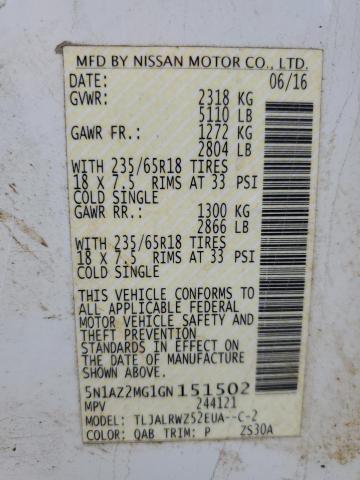 MFD BY NISSAN MOTOR CO., LTD.
DATE: 06/16
GVWR: 2318 KG
5110 LB
GAWR FR.: 1272 KG
2804 LB
WITH 235/65R18 TIRES
18 X 7.5 RIMS AT 33 PSI
COLD SINGLE
GAWR RR.: 1300 KG
2866 LB
WITH 235/65R18 TIRES
18 X 7.5 RIMS AT 33 PSI
COLD SINGLE
THIS VEHICLE CONFORMS TO
ALL APPLICABLE FEDERAL
MOTOR VEHICLE SAFETY AND
AND THEFT PREVENTION
STANDARDS IN EFFECT ON
THE DATE OF MANUFACTURE
SHOWN ABOVE.
5N1AZ2MG1GN151502
MPV 244121
MODEL: TLJALRWZ52EUA--C-2
COLOR: QAB TRIM: P ZS30A